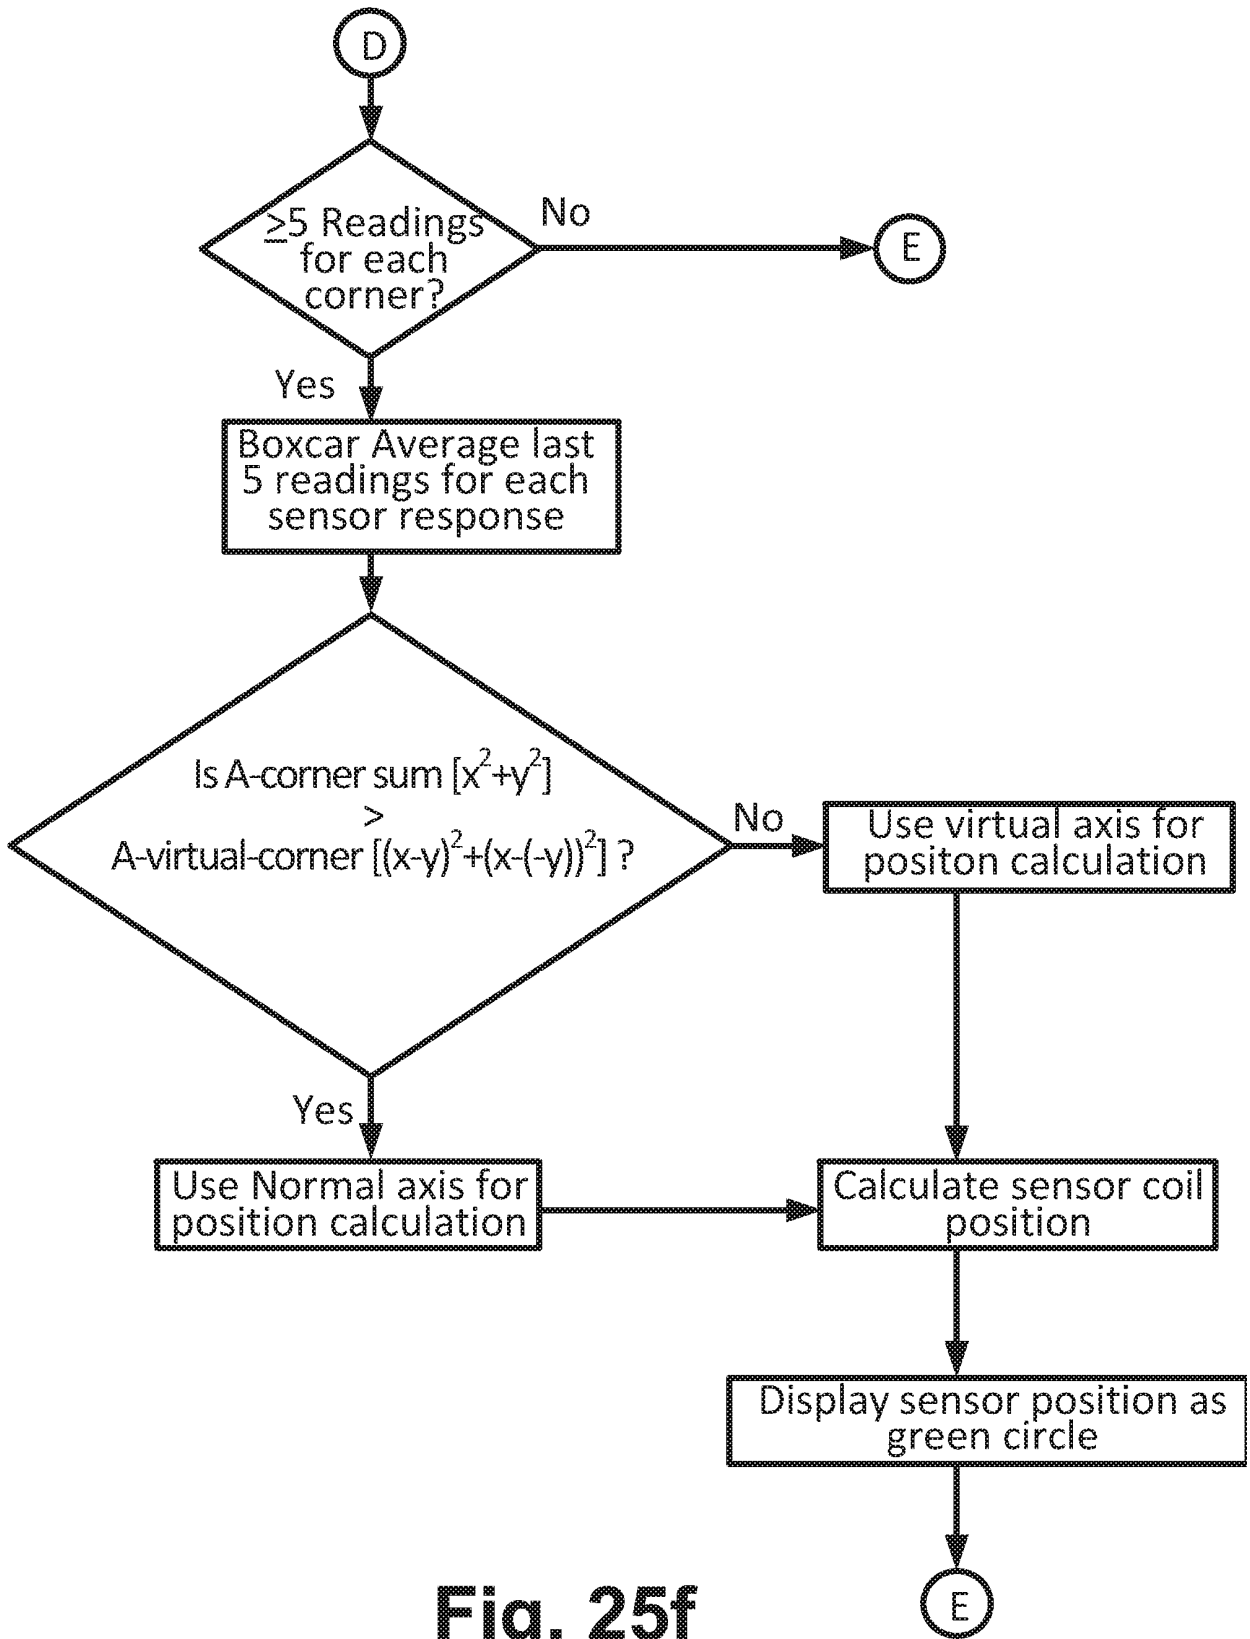 D
≥5 Readings
for each
corner?
No
E
Yes
Boxcar Average last
5 readings for each
sensor response
Is A-corner sum [x²+y²]
>
A-virtual-corner [(x-y)²+(x-(-y))²] ?
No
Use virtual axis for
positon calculation
Yes
Use Normal axis for
position calculation
Calculate sensor coil
position
Display sensor position as
green circle
E
Fig. 25f